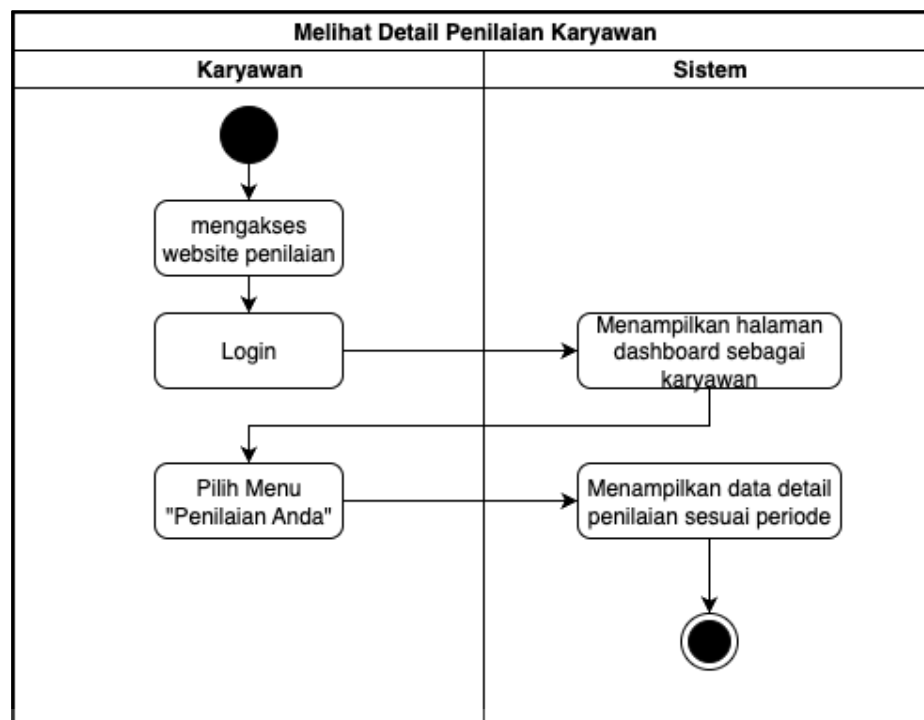 Melihat Detail Penilaian Karyawan
Karyawan
Sistem
mengakses
website penilaian
Login
Menampilkan halaman
dashboard sebagai
karyawan
Pilih Menu
"Penilaian Anda"
Menampilkan data detail
penilaian sesuai periode